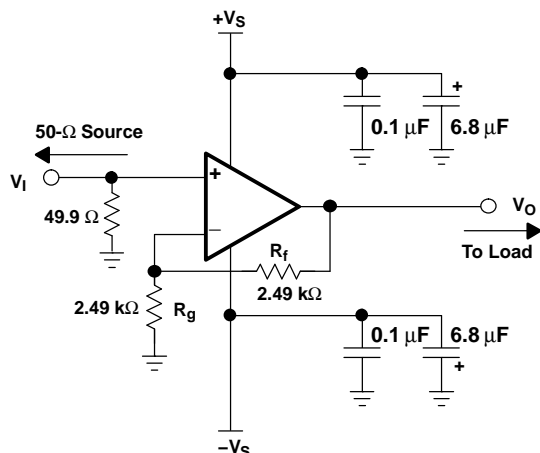 +VS
50-Ω Source
0.1 μF
6.8 μF
+
VI
+
49.9 Ω
VO
−
Rf
To Load
2.49 kΩ
2.49 kΩ
Rg
0.1 μF
6.8 μF
+
−VS